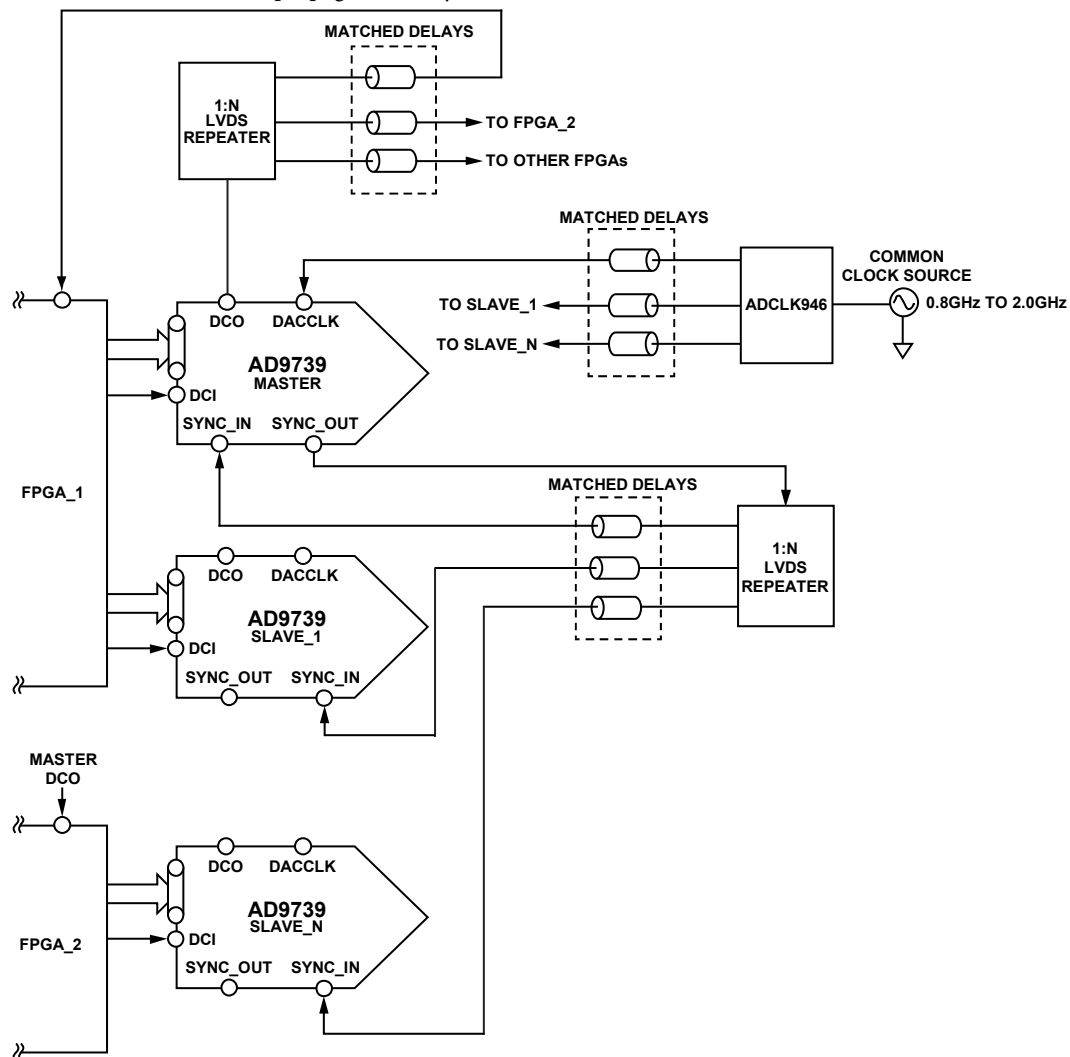 MATCHED DELAYS
1:N
LVDS
REPEATER
TO FPGA_2
TO OTHER FPGAs
MATCHED DELAYS
COMMON
CLOCK SOURCE
ADCLK946
0.8GHz TO 2.0GHz
TO SLAVE_1
TO SLAVE_N
DCO
DACCLK
AD9739
MASTER
DCI
SYNC_IN
SYNC_OUT
FPGA_1
MATCHED DELAYS
1:N
LVDS
REPEATER
DCO
DACCLK
AD9739
SLAVE_1
DCI
SYNC_OUT
SYNC_IN
MASTER
DCO
DCO
DACCLK
AD9739
SLAVE_N
FPGA_2
DCI
SYNC_OUT
SYNC_IN